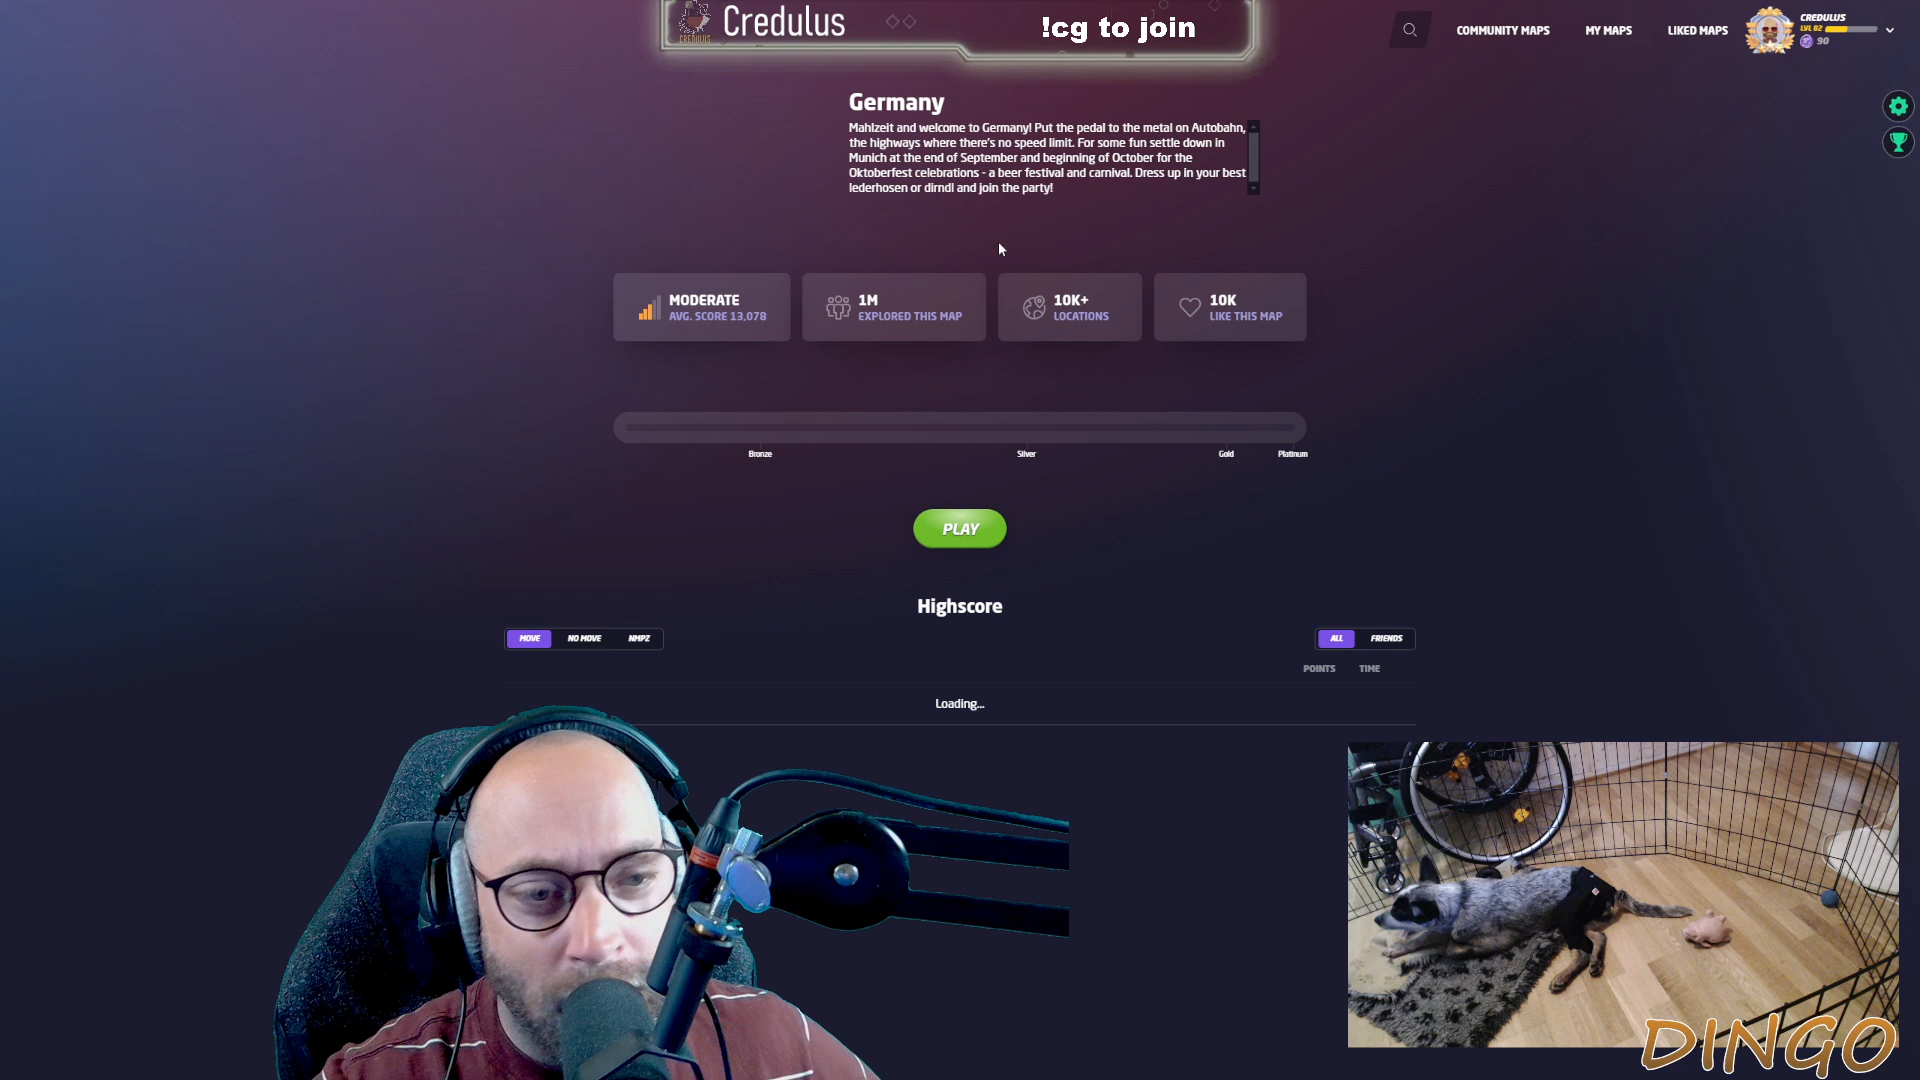 Credulus
!cg to join
CREDULUS
COMMUNITY MAPS
MY MAPS
LIKED MAPS
CREDULUS
LVL 82
90
Germany
Mahlzeit and welcome to Germany! Put the pedal to the metal on Autobahn,
the highways where there's no speed limit. For some fun settle down in
Munich at the end of September and beginning of October for the
Oktoberfest celebrations - a beer festival and carnival. Dress up in your best
lederhosen or dirndl and join the party!
MODERATE
AVG. SCORE 13,078
1M
EXPLORED THIS MAP
10K+
LOCATIONS
10K
LIKE THIS MAP
Bronze
Silver
Gold
Platinum
PLAY
Highscore
MOVE
NO MOVE
NMPZ
ALL
FRIENDS
POINTS
TIME
Loading...
DINGO